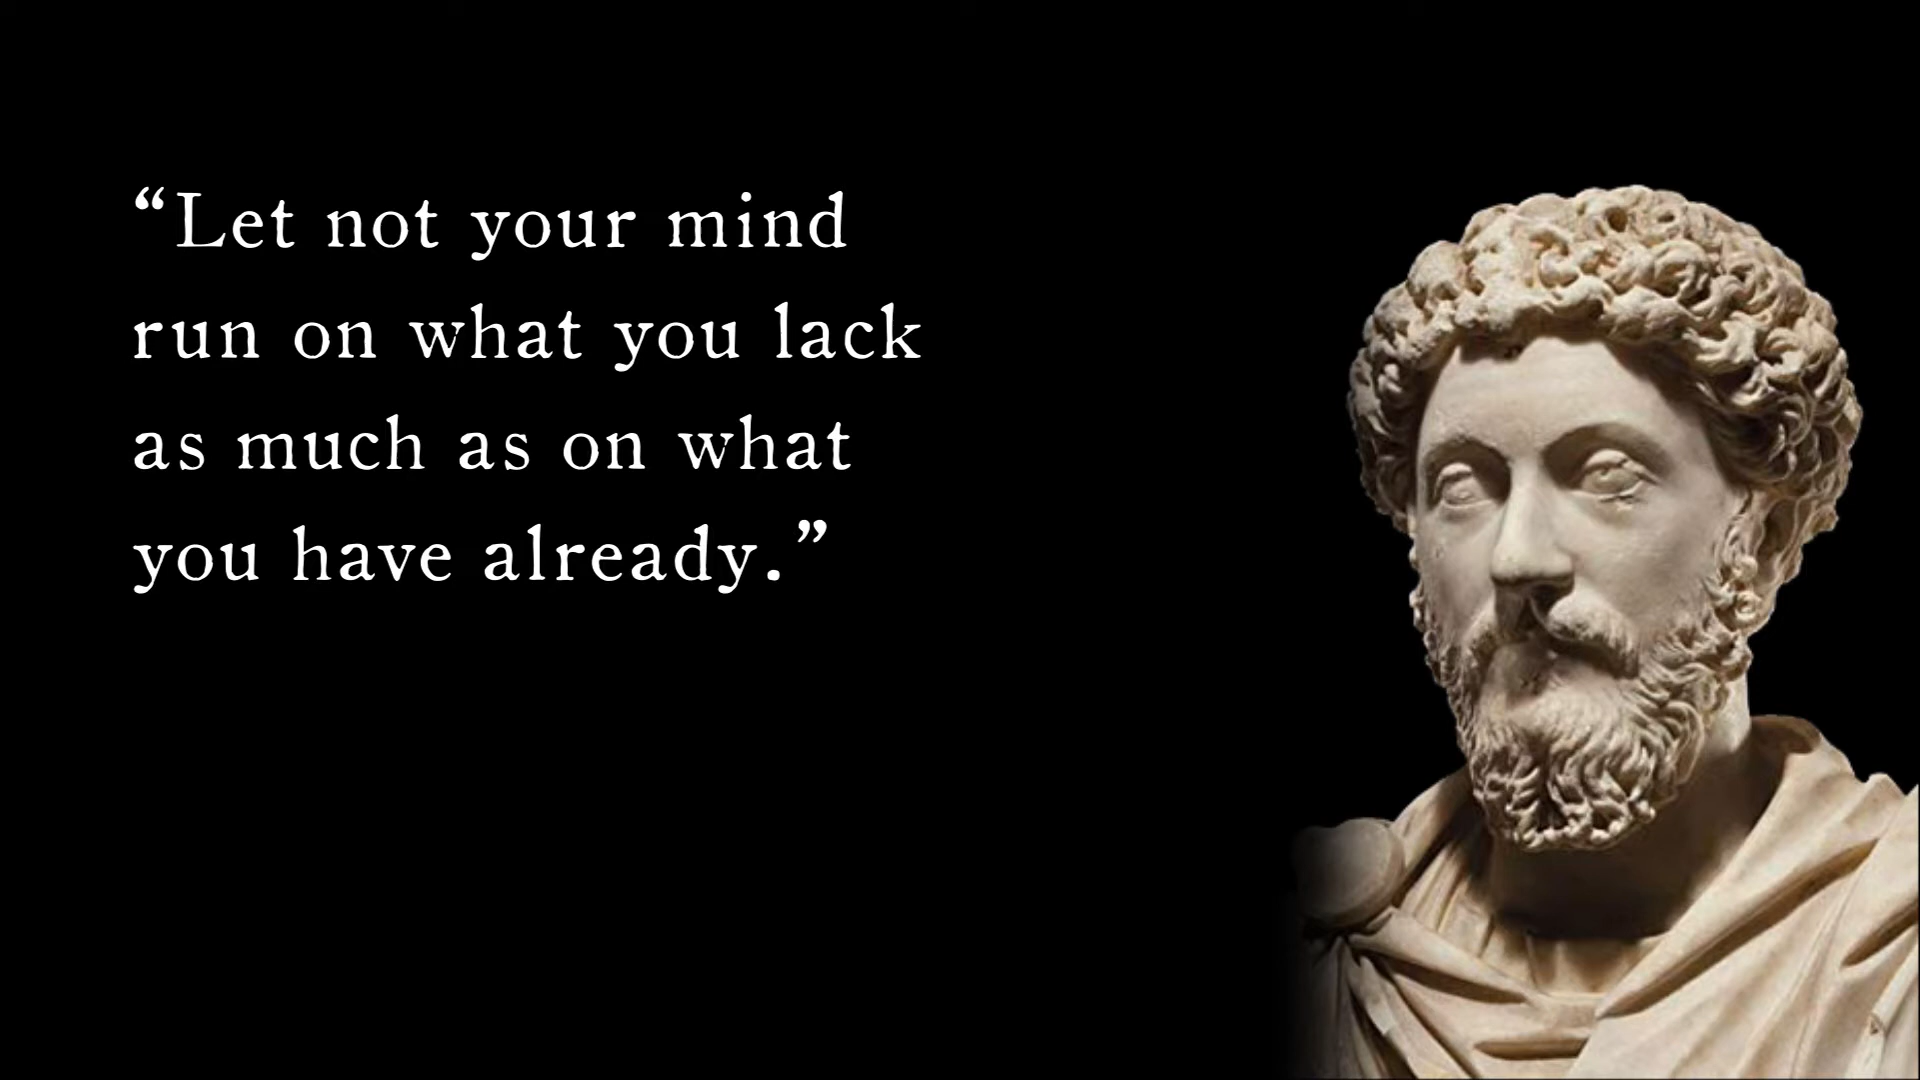 “Let not your mind
run on what you lack
as much as on what
you have already.”